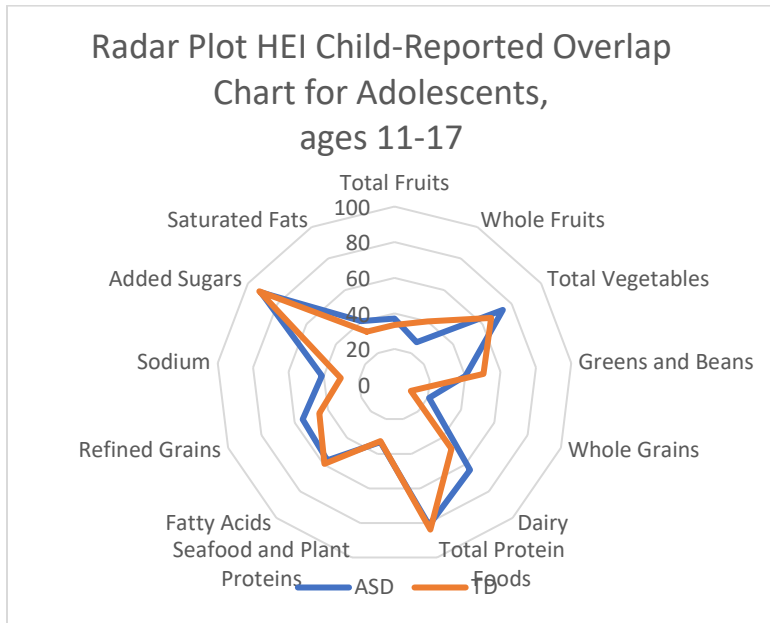 Radar Plot HEI Child-Reported Overlap
Chart for Adolescents,
ages 11-17
Total Fruits
100
Saturated Fats
Whole Fruits
80
Added Sugars
60
Total Vegetables
40
20
Sodium
0
Greens and Beans
Refined Grains
Whole Grains
Fatty Acids
Dairy
Seafood and Plant
Proteins
Total Protein
Foods
ASD
TD